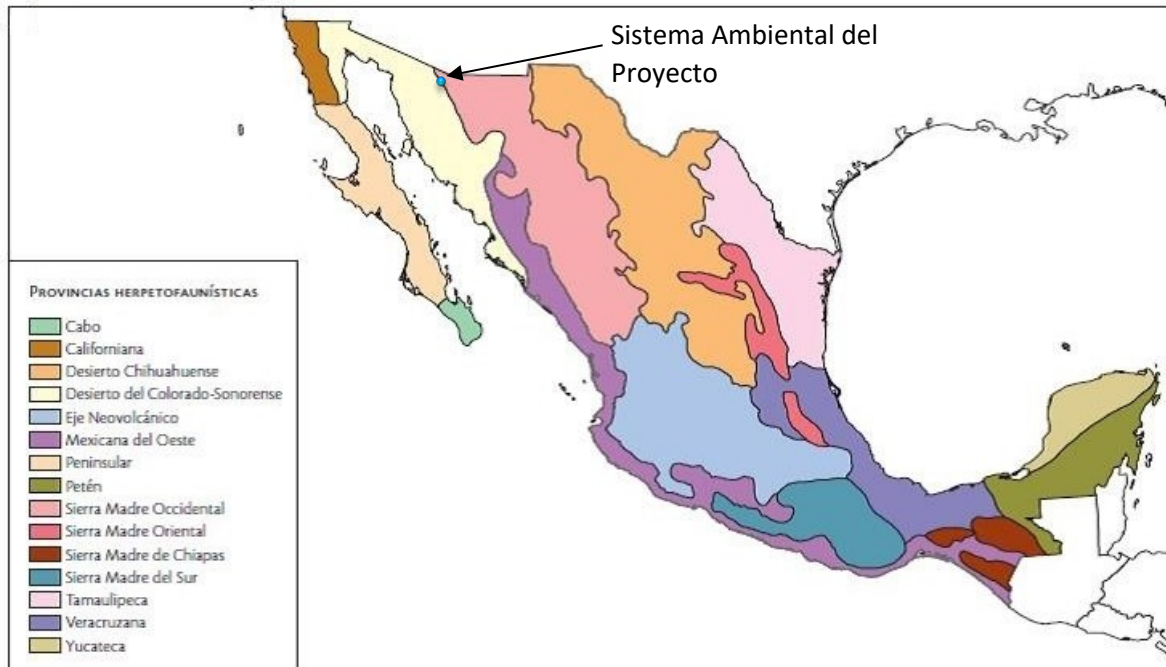 Sistema Ambiental del
Proyecto
PROVINCIAS HERPETOFAUNÍSTICAS
Cabo
Californiana
Desierto Chihuahuense
Desierto del Colorado-Sonorense
Eje Neovolcánico
Mexicana del Oeste
Peninsular
Petén
Sierra Madre Occidental
Sierra Madre Oriental
Sierra Madre de Chiapas
Sierra Madre del Sur
Tamaulipeca
Veracruzana
Yucateca